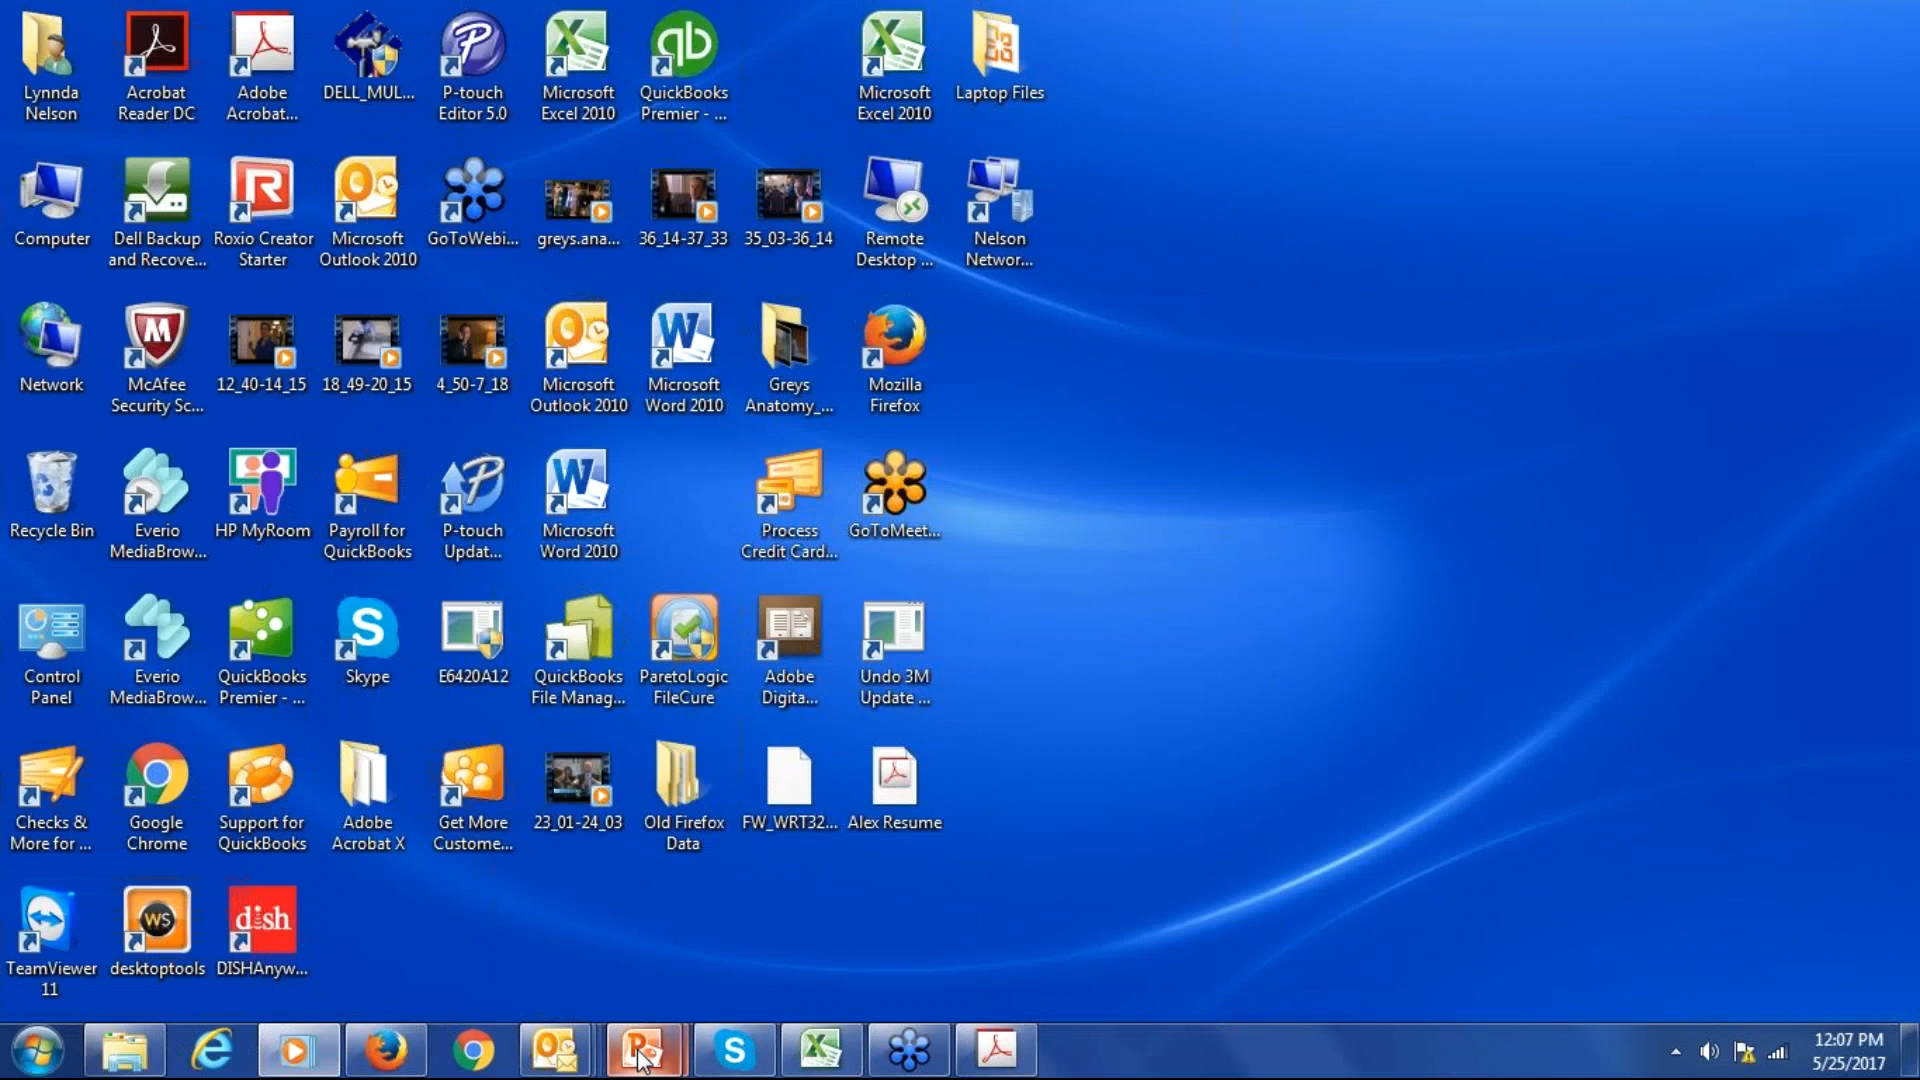 Lynnda
Nelson
Acrobat
Reader DC
Adobe
Acrobat...
DELL_MUL...
P-touch
Editor 5.0
Microsoft
Excel 2010
qb
QuickBooks
Premier - ...
Microsoft
Excel 2010
Laptop Files
Computer
Dell Backup
and Recove...
Roxio Creator
Starter
Microsoft
Outlook 2010
GoToWebi...
greys.ana...
36_14-37_33
35_03-36_14
Remote
Desktop ...
Nelson
Networ...
Network
McAfee
Security Sc...
12_40-14_15
18_49-20_15
4_50-7_18
Microsoft
Outlook 2010
Microsoft
Word 2010
Greys
Anatomy_...
Mozilla
Firefox
Recycle Bin
Everio
MediaBrow...
HP MyRoom
Payroll for
QuickBooks
P-touch
Updat...
Microsoft
Word 2010
Process
Credit Card...
GoToMeet...
Control
Panel
Everio
MediaBrow...
QuickBooks
Premier - ...
Skype
E6420A12
QuickBooks
File Manag...
ParetoLogic
FileCure
Adobe
Digita...
Undo 3M
Update ...
Checks &
More for ...
Google
Chrome
Support for
QuickBooks
Adobe
Acrobat X
Get More
Custome...
23_01-24_03
Old Firefox
Data
FW_WRT32...
Alex Resume
TeamViewer
11
WS
desktoptools
dish
DISHAnyw...
12:07 PM
5/25/2017